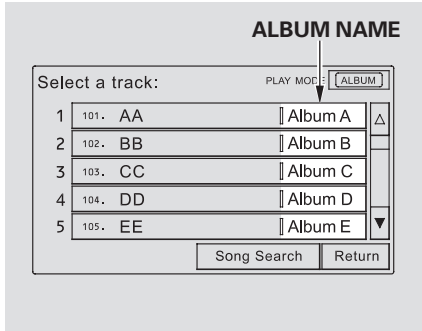 ALBUM NAME
Select a track: PLAY MODE [ALBUM]
1 101. AA Album A
2 102. BB Album B
3 103. CC Album C
4 104. DD Album D
5 105. EE Album E
Song Search Return